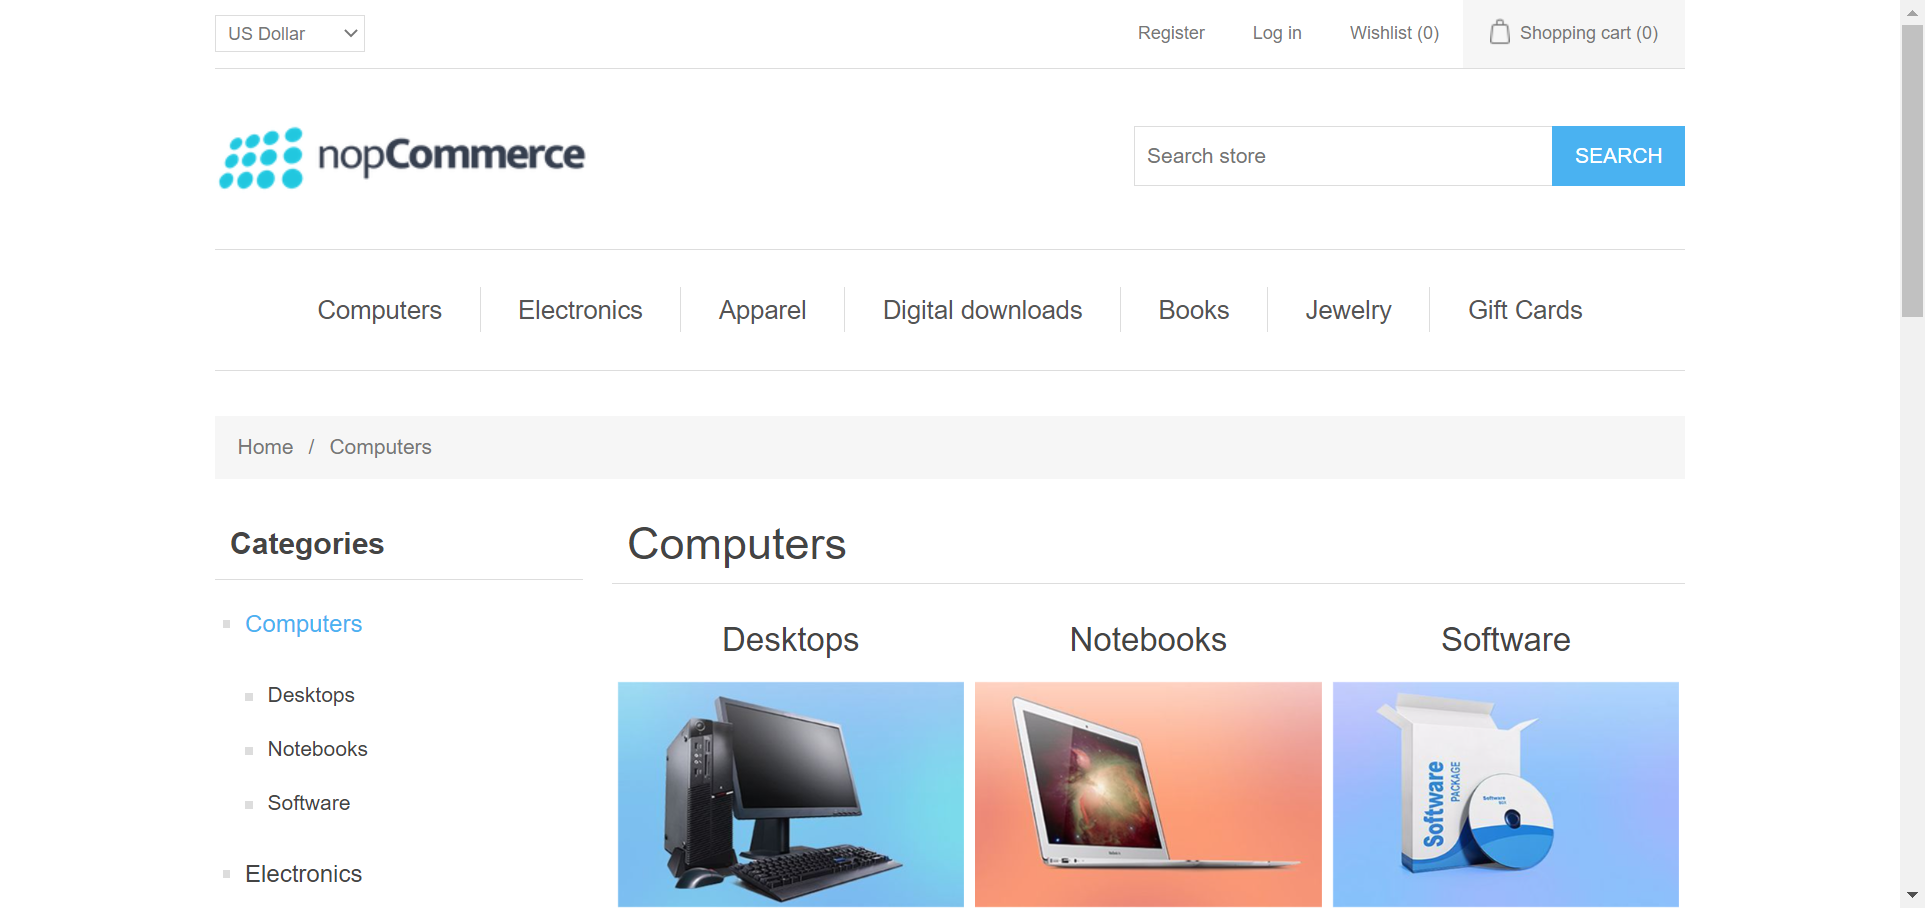 US Dollar
Register
Log in
Wishlist (0)
Shopping cart (0)
nopCommerce
Search store
SEARCH
Computers
Electronics
Apparel
Digital downloads
Books
Jewelry
Gift Cards
Home / Computers
Categories
Computers
Desktops
Notebooks
Software
Electronics
Computers
Desktops
Notebooks
Software
Software
PACKAGE
Software